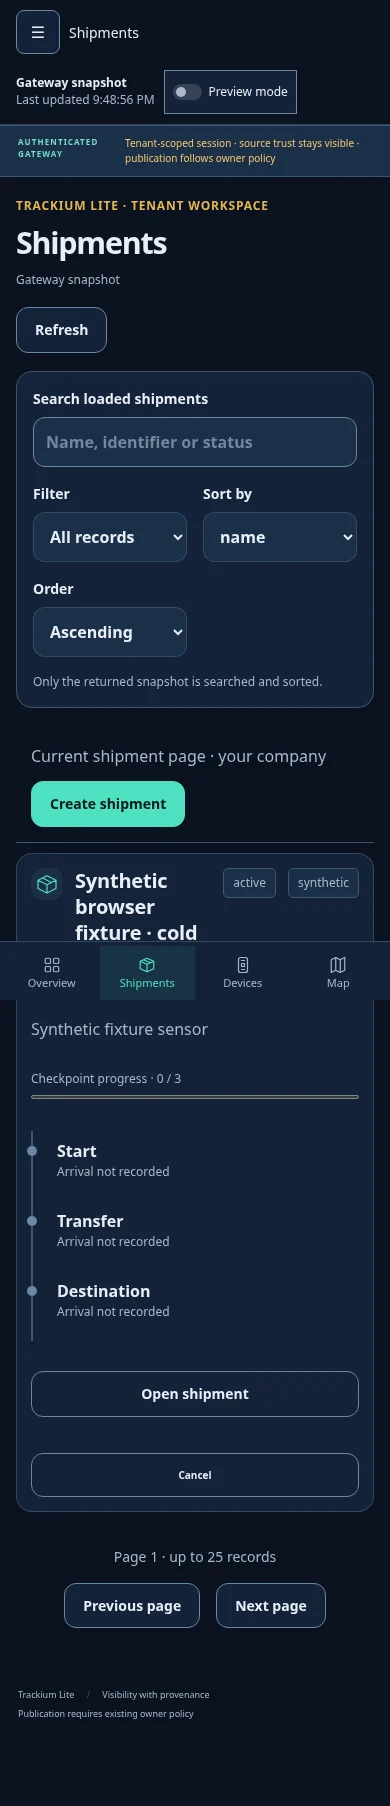 ☰ Shipments
Gateway snapshot
Last updated 9:48:56 PM
Preview mode
AUTHENTICATED
GATEWAY
Tenant-scoped session · source trust stays visible ·
publication follows owner policy
TRACKIUM LITE · TENANT WORKSPACE
Shipments
Gateway snapshot
Refresh
Search loaded shipments
Name, identifier or status
Filter
Sort by
All records
name
Order
Ascending
Only the returned snapshot is searched and sorted.
Current shipment page · your company
Create shipment
Synthetic
browser
fixture · cold
active
synthetic
Overview
Shipments
Devices
Map
Synthetic fixture sensor
Checkpoint progress · 0 / 3
Start
Arrival not recorded
Transfer
Arrival not recorded
Destination
Arrival not recorded
Open shipment
Cancel
Page 1 · up to 25 records
Previous page
Next page
Trackium Lite / Visibility with provenance
Publication requires existing owner policy